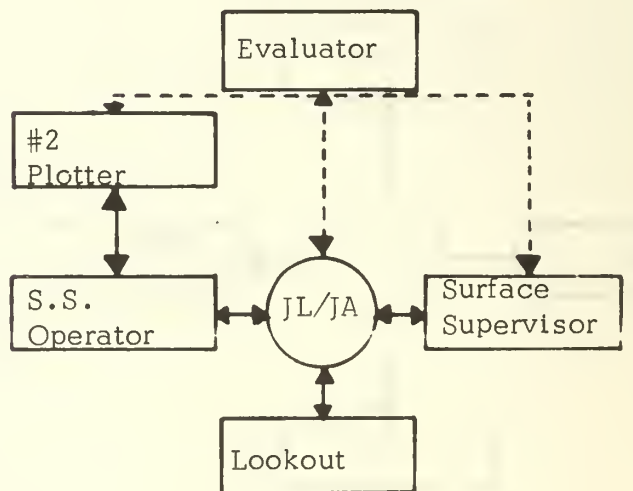 Evaluator
#2
Plotter
S.S.
Operator
JL/JA
Surface
Supervisor
Lookout